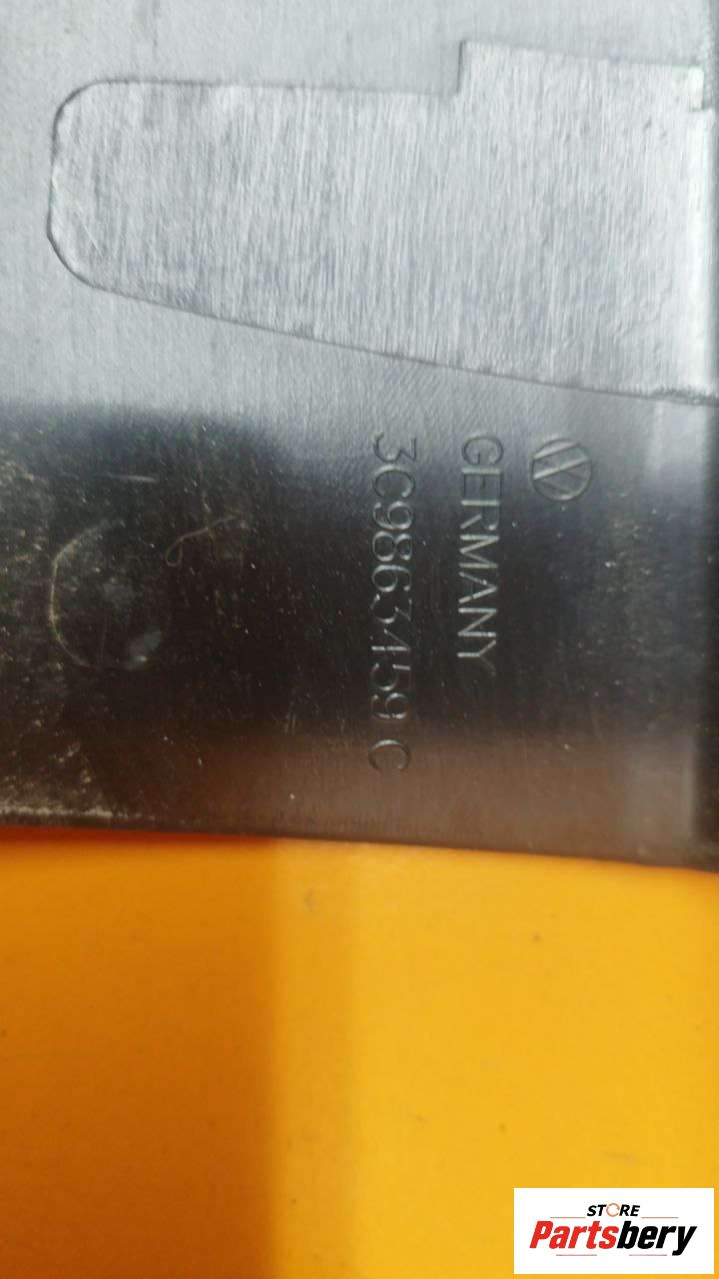 GERMANY
3C9863459 C
STORE
Partsbery